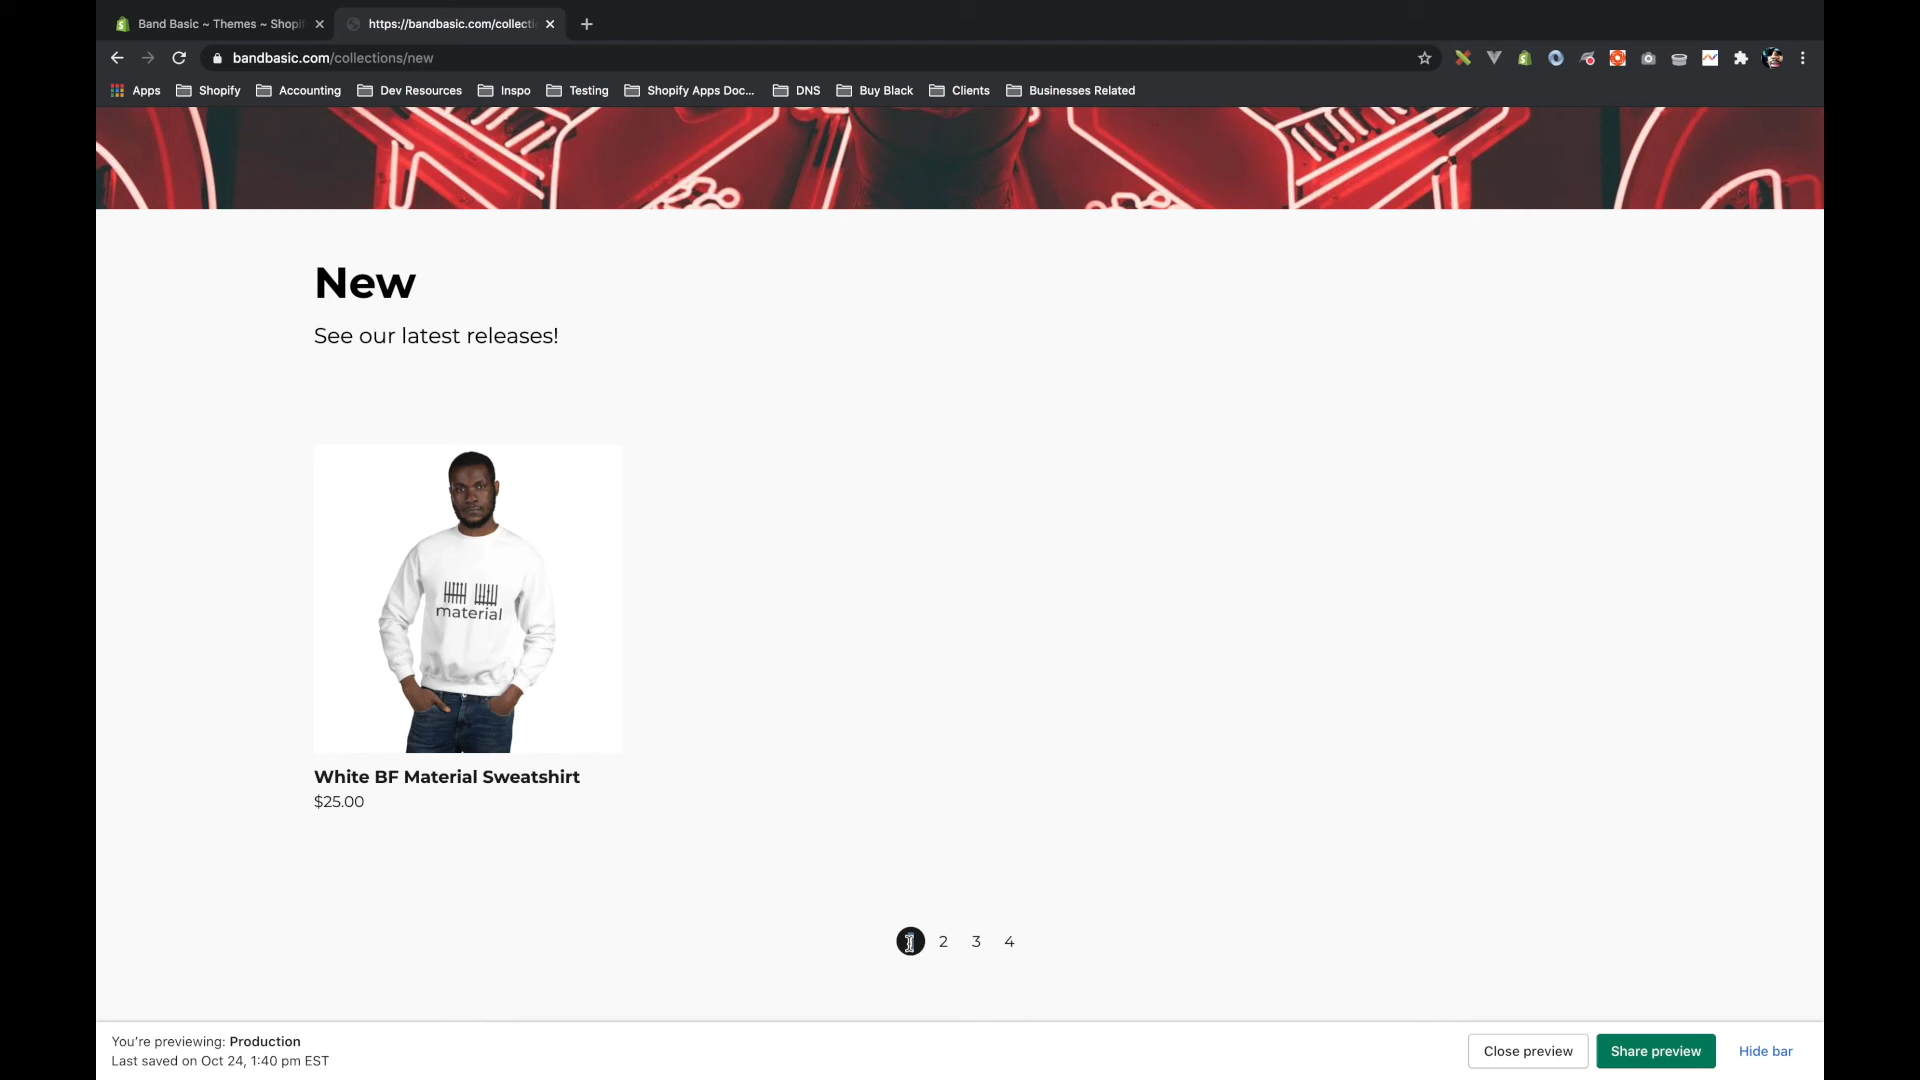 Band Basic ~ Themes ~ Shopif
https://bandbasic.com/collecti
bandbasic.com/collections/new
Apps Shopify Accounting Dev Resources Inspo Testing Shopify Apps Doc... DNS Buy Black Clients Businesses Related
New
See our latest releases!
material
White BF Material Sweatshirt
$25.00
1 2 3 4
You're previewing: Production
Last saved on Oct 24, 1:40 pm EST
Close preview Share preview Hide bar